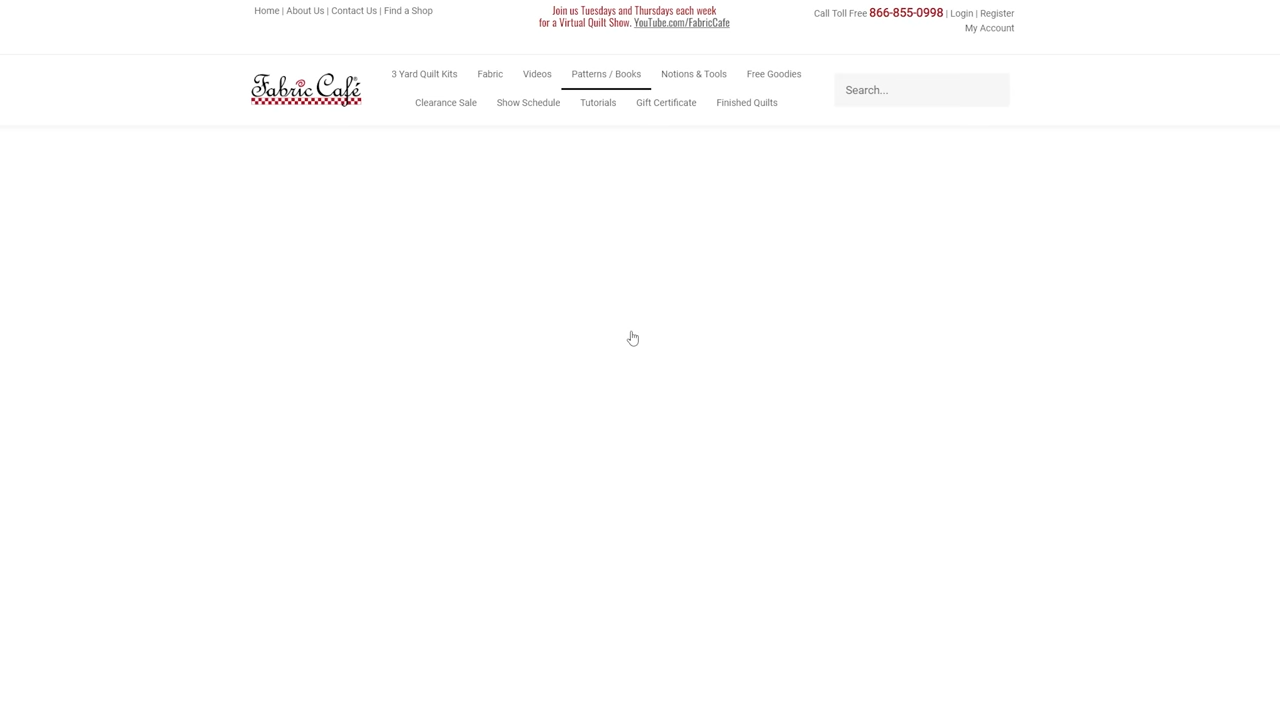 Home | About Us | Contact Us | Find a Shop
Join us Tuesdays and Thursdays each week
for a Virtual Quilt Show. YouTube.com/FabricCafe
Call Toll Free 866-855-0998 | Login | Register
My Account
Fabric Café®
3 Yard Quilt Kits Fabric Videos Patterns / Books Notions & Tools Free Goodies
Clearance Sale Show Schedule Tutorials Gift Certificate Finished Quilts
Search...